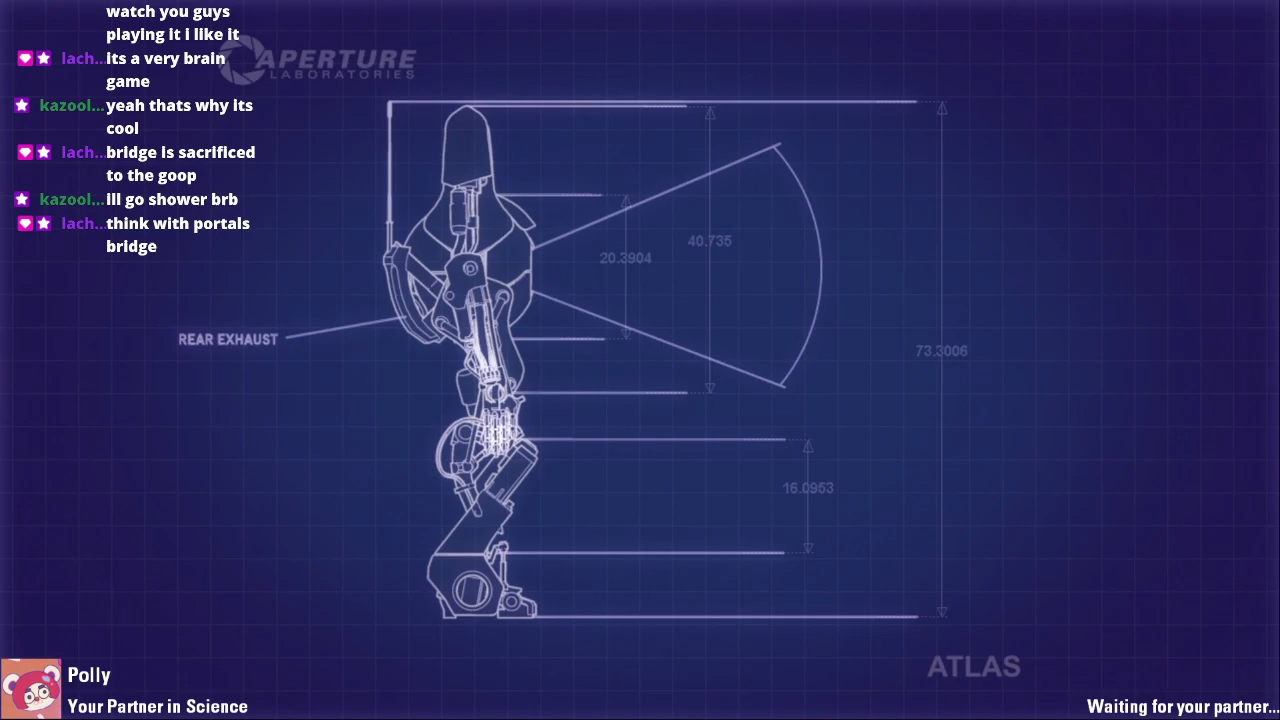 watch you guys
playing it i like it
lach... its a very brain
game
kazool... yeah thats why its
cool
lach... bridge is sacrificed
to the goop
kazool... ill go shower brb
lach... think with portals
bridge
APERTURE
LABORATORIES
20.3904
40.735
REAR EXHAUST
73.3006
16.0953
ATLAS
Polly
Your Partner in Science
Waiting for your partner...